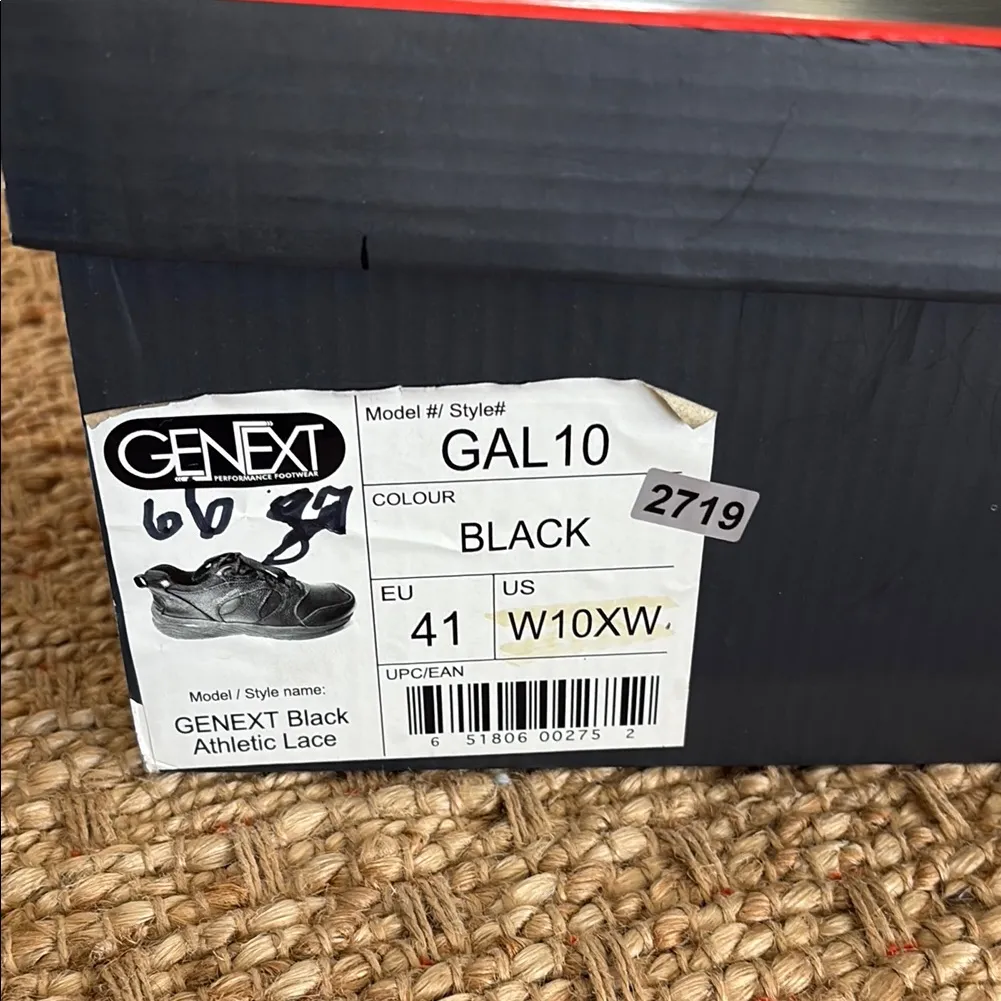 GENEXT
PERFORMANCE FOOTWEAR
66
Model / Style name:
GENEXT Black
Athletic Lace
Model #/ Style#
GAL10
COLOUR
BLACK
2719
EU
41
US
W10XW
UPC/EAN
6 51806 00275 2